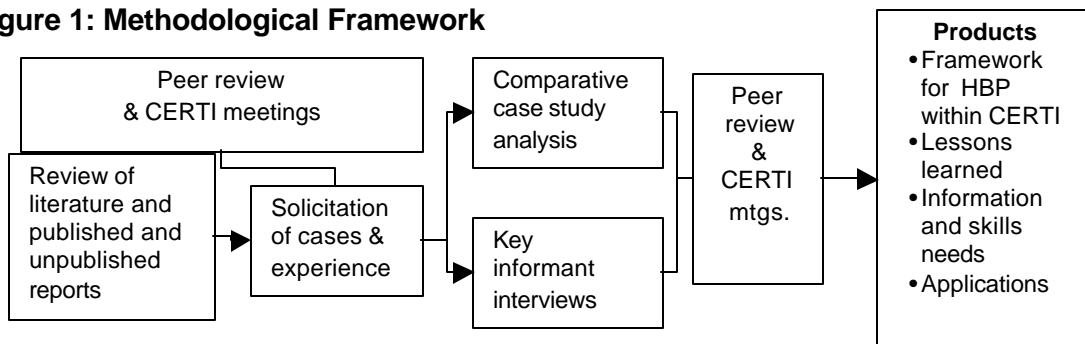 gure 1: Methodological Framework
Peer review
& CERTI meetings
Review of
literature and
published and
unpublished
reports
Solicitation
of cases &
experience
Comparative
case study
analysis
Key
informant
interviews
Peer
review
&
CERTI
mtgs.
Products
•Framework
for HBP
within CERTI
•Lessons
learned
•Information
and skills
needs
•Applications